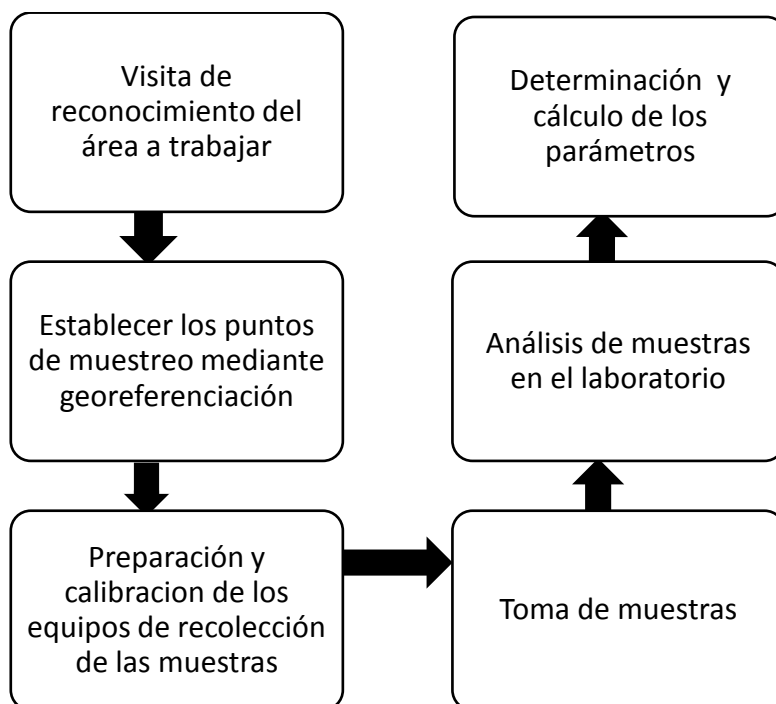 Visita de
reconocimiento del
área a trabajar
Establecer los puntos
de muestreo mediante
georeferenciación
Preparación y
calibracion de los
equipos de recolección
de las muestras
Toma de muestras
Análisis de muestras
en el laboratorio
Determinación y
cálculo de los
parámetros